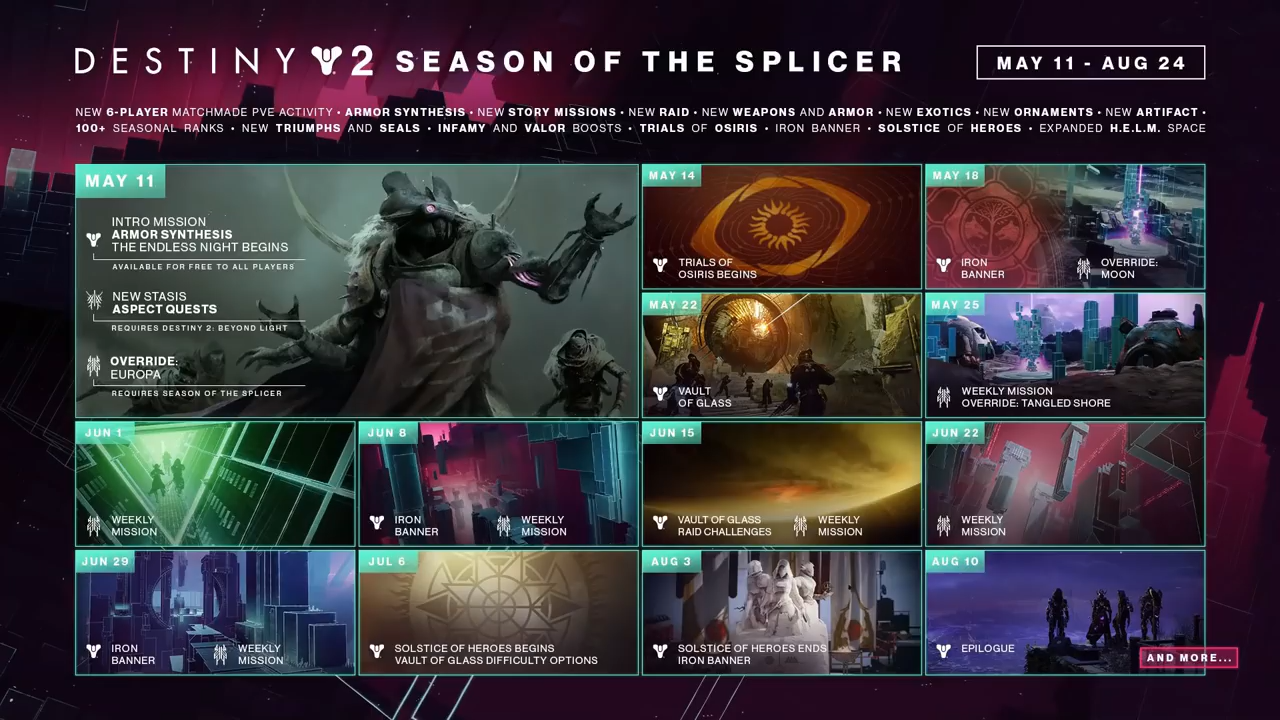 DESTINY 2 SEASON OF THE SPLICER
MAY 11 - AUG 24
NEW 6-PLAYER MATCHMADE PVE ACTIVITY • ARMOR SYNTHESIS • NEW STORY MISSIONS • NEW RAID • NEW WEAPONS AND ARMOR • NEW EXOTICS • NEW ORNAMENTS • NEW ARTIFACT •
100+ SEASONAL RANKS • NEW TRIUMPHS AND SEALS • INFAMY AND VALOR BOOSTS • TRIALS OF OSIRIS • IRON BANNER • SOLSTICE OF HEROES • EXPANDED H.E.L.M. SPACE
MAY 11
INTRO MISSION
ARMOR SYNTHESIS
THE ENDLESS NIGHT BEGINS
AVAILABLE FOR FREE TO ALL PLAYERS
NEW STASIS
ASPECT QUESTS
REQUIRES DESTINY 2: BEYOND LIGHT
OVERRIDE:
EUROPA
REQUIRES SEASON OF THE SPLICER
MAY 14
TRIALS OF
OSIRIS BEGINS
MAY 18
IRON
BANNER
OVERRIDE:
MOON
MAY 22
VAULT
OF GLASS
MAY 25
WEEKLY MISSION
OVERRIDE: TANGLED SHORE
JUN 1
WEEKLY
MISSION
JUN 8
IRON
BANNER
WEEKLY
MISSION
JUN 15
VAULT OF GLASS
RAID CHALLENGES
WEEKLY
MISSION
JUN 22
WEEKLY
MISSION
JUN 29
IRON
BANNER
WEEKLY
MISSION
JUL 6
SOLSTICE OF HEROES BEGINS
VAULT OF GLASS DIFFICULTY OPTIONS
AUG 3
SOLSTICE OF HEROES ENDS
IRON BANNER
AUG 10
EPILOGUE
AND MORE...